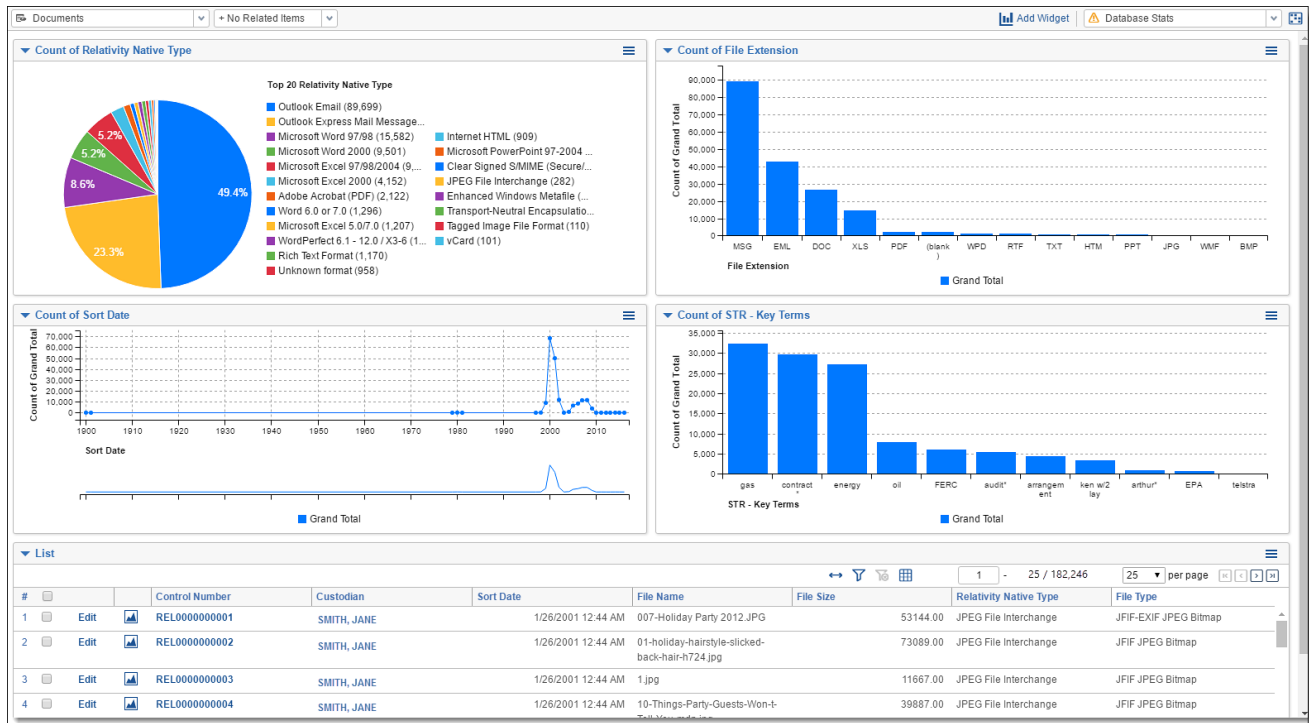 Documents + No Related Items Add Widget Database Stats
Count of Relativity Native Type
Top 20 Relativity Native Type
49.4%
23.3%
8.6%
5.2%
5.2%
Outlook Email (89,699)
Outlook Express Mail Message...
Microsoft Word 97/98 (15,582)
Microsoft Word 2000 (9,501)
Microsoft Excel 97/98/2004 (9,...
Microsoft Excel 2000 (4,152)
Adobe Acrobat (PDF) (2,122)
Word 6.0 or 7.0 (1,296)
Microsoft Excel 5.0/7.0 (1,207)
WordPerfect 6.1 - 12.0 / X3-6 (1...
Rich Text Format (1,170)
Unknown format (958)
Internet HTML (909)
Microsoft PowerPoint 97-2004 ...
Clear Signed S/MIME (Secure/...
JPEG File Interchange (282)
Enhanced Windows Metafile (...
Transport-Neutral Encapsulatio...
Tagged Image File Format (110)
vCard (101)
Count of File Extension
Count of Grand Total
90,000
80,000
70,000
60,000
50,000
40,000
30,000
20,000
10,000
0
MSG EML DOC XLS PDF (blank WPD RTF TXT HTM PPT JPG WMF BMP
)
File Extension
Grand Total
Count of Sort Date
Count of Grand Total
70,000
60,000
50,000
40,000
30,000
20,000
10,000
0
1900 1910 1920 1930 1940 1950 1960 1970 1980 1990 2000 2010
Sort Date
Grand Total
Count of STR - Key Terms
Count of Grand Total
35,000
30,000
25,000
20,000
15,000
10,000
5,000
0
gas contract energy oil FERC audit* arrangem ken w/2 arthur* EPA telstra
* ent lay
STR - Key Terms
Grand Total
List
1 - 25 / 182,246 25 per page
# Control Number Custodian Sort Date File Name File Size Relativity Native Type File Type
1 Edit REL0000000001 SMITH, JANE 1/26/2001 12:44 AM 007-Holiday Party 2012.JPG 53144.00 JPEG File Interchange JFIF-EXIF JPEG Bitmap
2 Edit REL0000000002 SMITH, JANE 1/26/2001 12:44 AM 01-holiday-hairstyle-slicked- 73089.00 JPEG File Interchange JFIF JPEG Bitmap
back-hair-h724.jpg
3 Edit REL0000000003 SMITH, JANE 1/26/2001 12:44 AM 1.jpg 11667.00 JPEG File Interchange JFIF JPEG Bitmap
4 Edit REL0000000004 SMITH, JANE 1/26/2001 12:44 AM 10-Things-Party-Guests-Won-t- 39887.00 JPEG File Interchange JFIF JPEG Bitmap